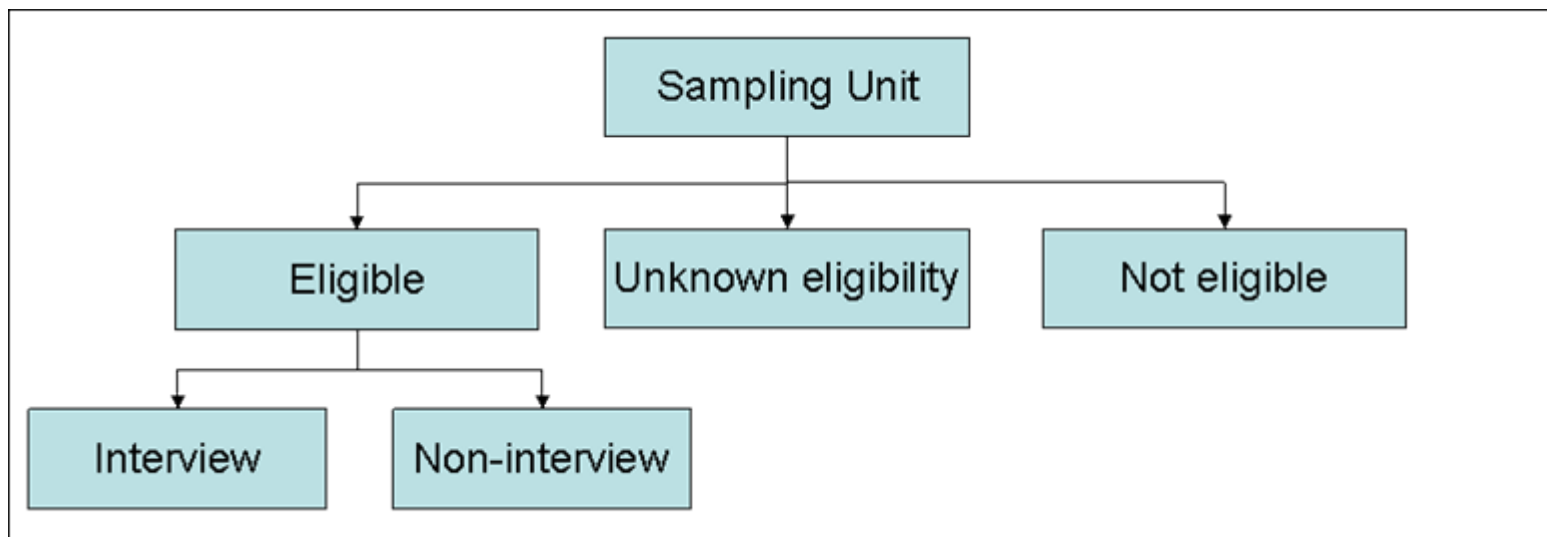 Sampling Unit
Eligible
Unknown eligibility
Not eligible
Interview
Non-interview